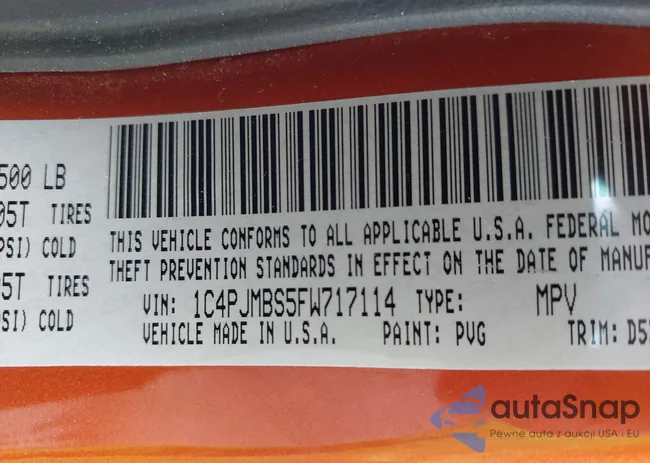 500 LB
05T TIRES
PSI) COLD
05T TIRES
PSI) COLD
THIS VEHICLE CONFORMS TO ALL APPLICABLE U.S.A. FEDERAL MO
THEFT PREVENTION STANDARDS IN EFFECT ON THE DATE OF MANUF
VIN: 1C4PJMBS5FW717114 TYPE: MPV
VEHICLE MADE IN U.S.A. PAINT: PVG TRIM: D5
autaSnap
Pewne auta z aukcji USA i EU